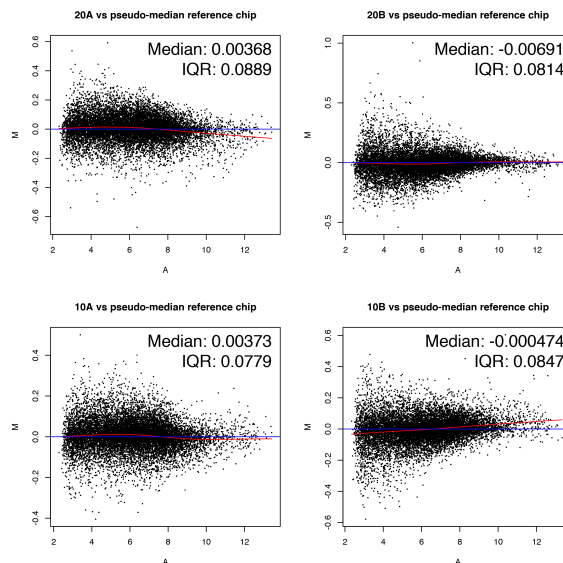 20A vs pseudo-median reference chip
Median: 0.00368
IQR: 0.0889
M
0.6
0.4
0.2
0.0
-0.2
-0.4
-0.6
2 4 6 8 10 12
A
20B vs pseudo-median reference chip
Median: -0.00691
IQR: 0.0814
M
1.0
0.5
0.0
-0.5
2 4 6 8 10 12
A
10A vs pseudo-median reference chip
Median: 0.00373
IQR: 0.0779
M
0.4
0.2
0.0
-0.2
-0.4
2 4 6 8 10 12
A
10B vs pseudo-median reference chip
Median: -0.000474
IQR: 0.0847
M
0.6
0.4
0.2
0.0
-0.2
-0.4
-0.6
2 4 6 8 10 12
A